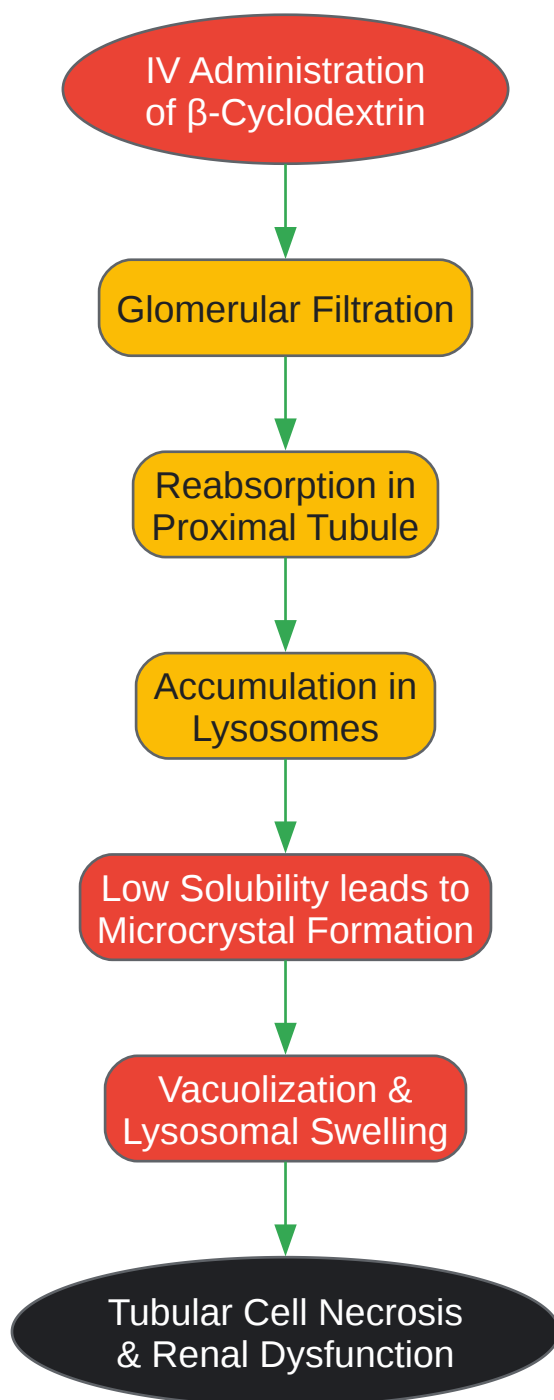 IV Administration
of β-Cyclodextrin
Glomerular Filtration
Reabsorption in
Proximal Tubule
Accumulation in
Lysosomes
Low Solubility leads to
Microcrystal Formation
Vacuolization &
Lysosomal Swelling
Tubular Cell Necrosis
& Renal Dysfunction